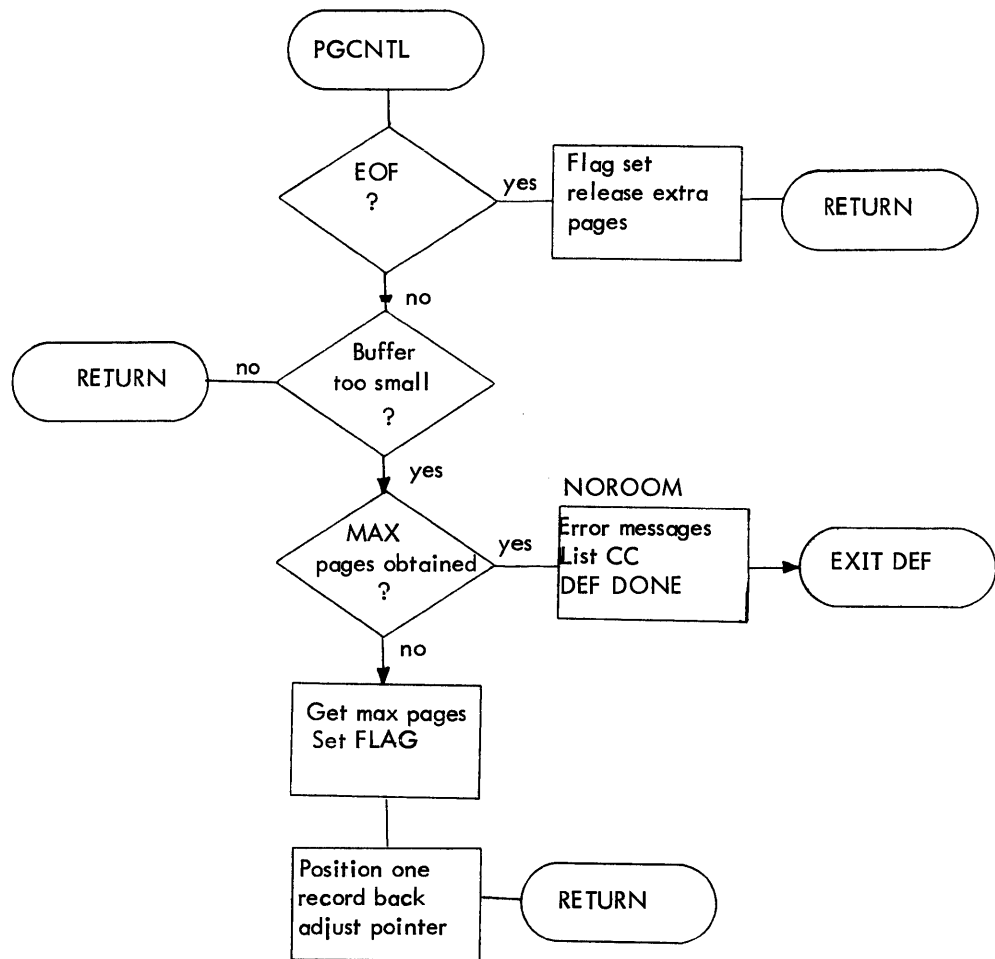 PGCNTL
EOF
?
yes
Flag set
release extra
pages
RETURN
no
Buffer
too small
?
no
RETURN
yes
MAX
pages obtained
?
yes
NOROOM
Error messages
List CC
DEF DONE
EXIT DEF
no
Get max pages
Set FLAG
Position one
record back
adjust pointer
RETURN